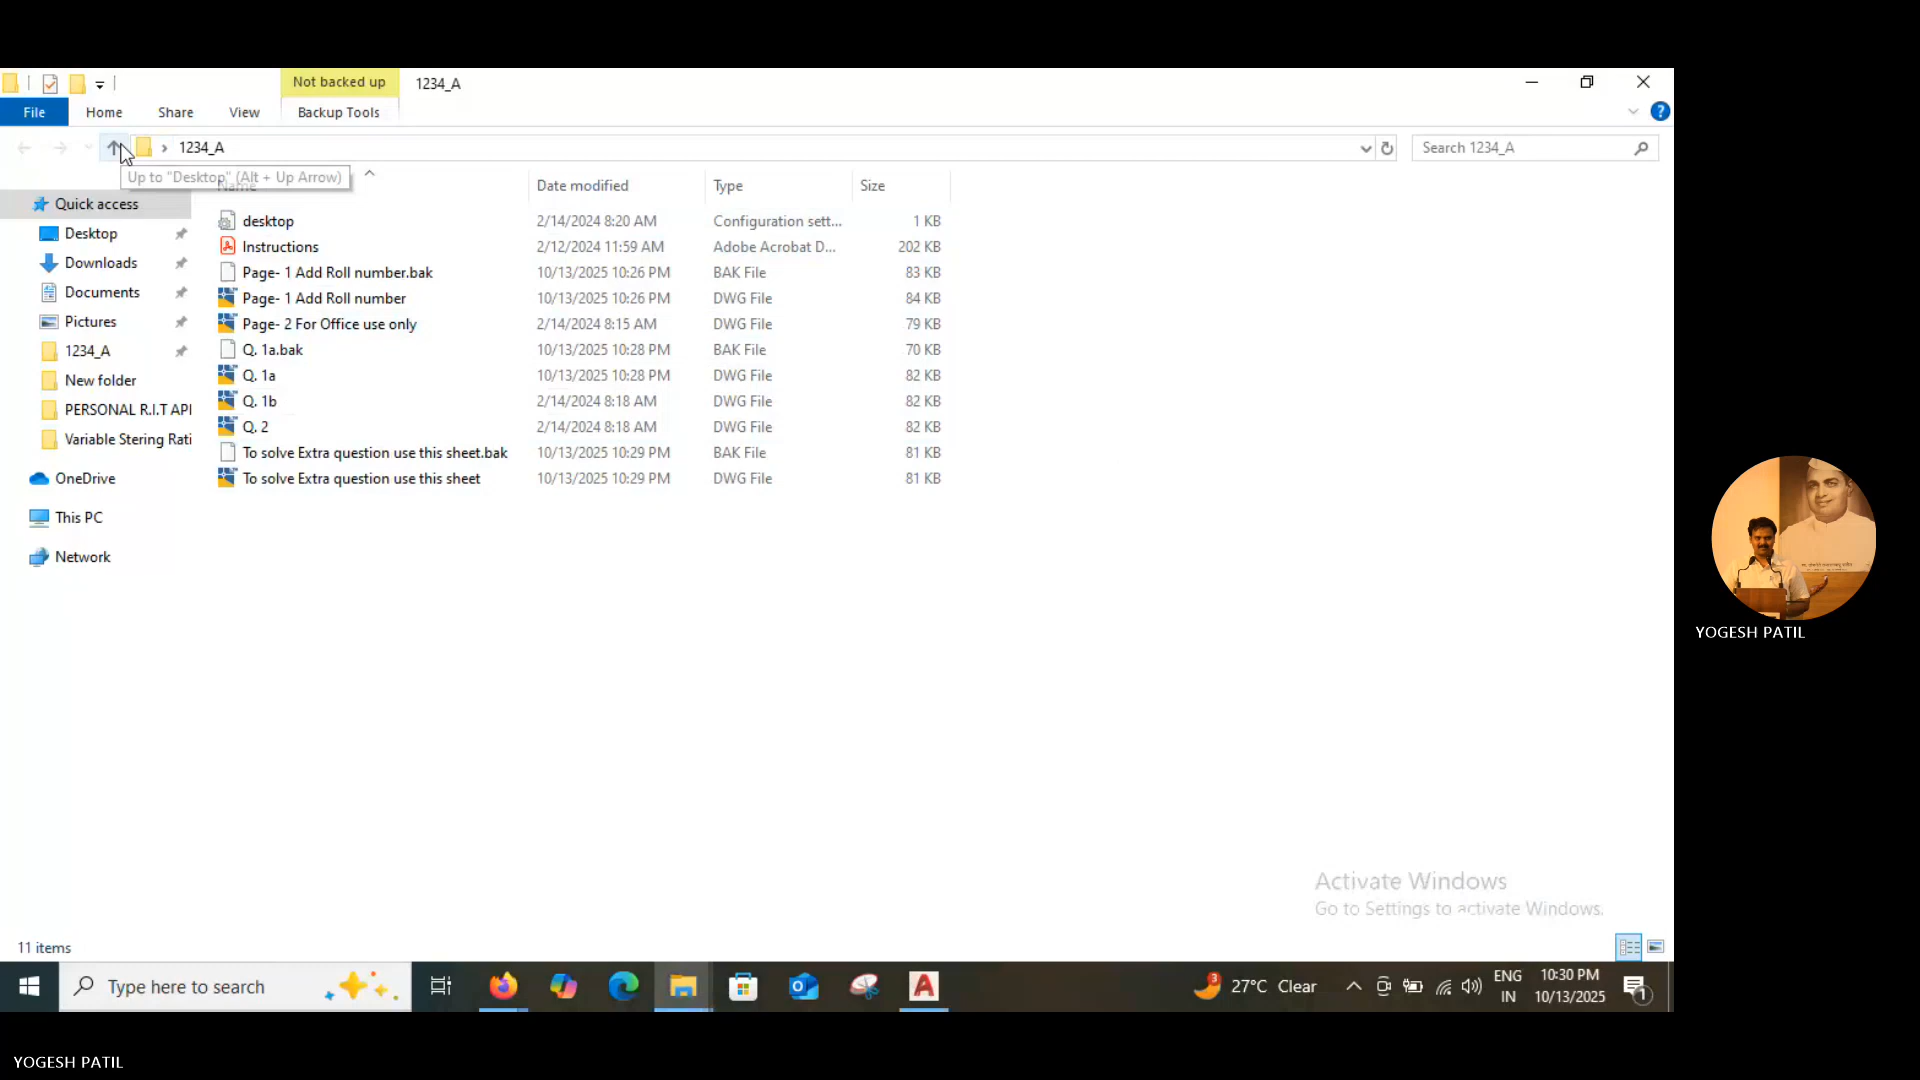 Not backed up
1234_A
File
Home
Share
View
Backup Tools
1234_A
Search 1234_A
Up to "Desktop" (Alt + Up Arrow)
Name
Date modified
Type
Size
Quick access
Desktop
Downloads
Documents
Pictures
1234_A
New folder
PERSONAL R.I.T API
Variable Stering Rati
OneDrive
This PC
Network
desktop 2/14/2024 8:20 AM Configuration sett... 1 KB
Instructions 2/12/2024 11:59 AM Adobe Acrobat D... 202 KB
Page- 1 Add Roll number.bak 10/13/2025 10:26 PM BAK File 83 KB
Page- 1 Add Roll number 10/13/2025 10:26 PM DWG File 84 KB
Page- 2 For Office use only 2/14/2024 8:15 AM DWG File 79 KB
Q. 1a.bak 10/13/2025 10:28 PM BAK File 70 KB
Q. 1a 10/13/2025 10:28 PM DWG File 82 KB
Q. 1b 2/14/2024 8:18 AM DWG File 82 KB
Q. 2 2/14/2024 8:18 AM DWG File 82 KB
To solve Extra question use this sheet.bak 10/13/2025 10:29 PM BAK File 81 KB
To solve Extra question use this sheet 10/13/2025 10:29 PM DWG File 81 KB
Activate Windows
Go to Settings to activate Windows.
11 items
Type here to search
3
27°C Clear
ENG
IN
10:30 PM
10/13/2025
1
YOGESH PATIL
YOGESH PATIL